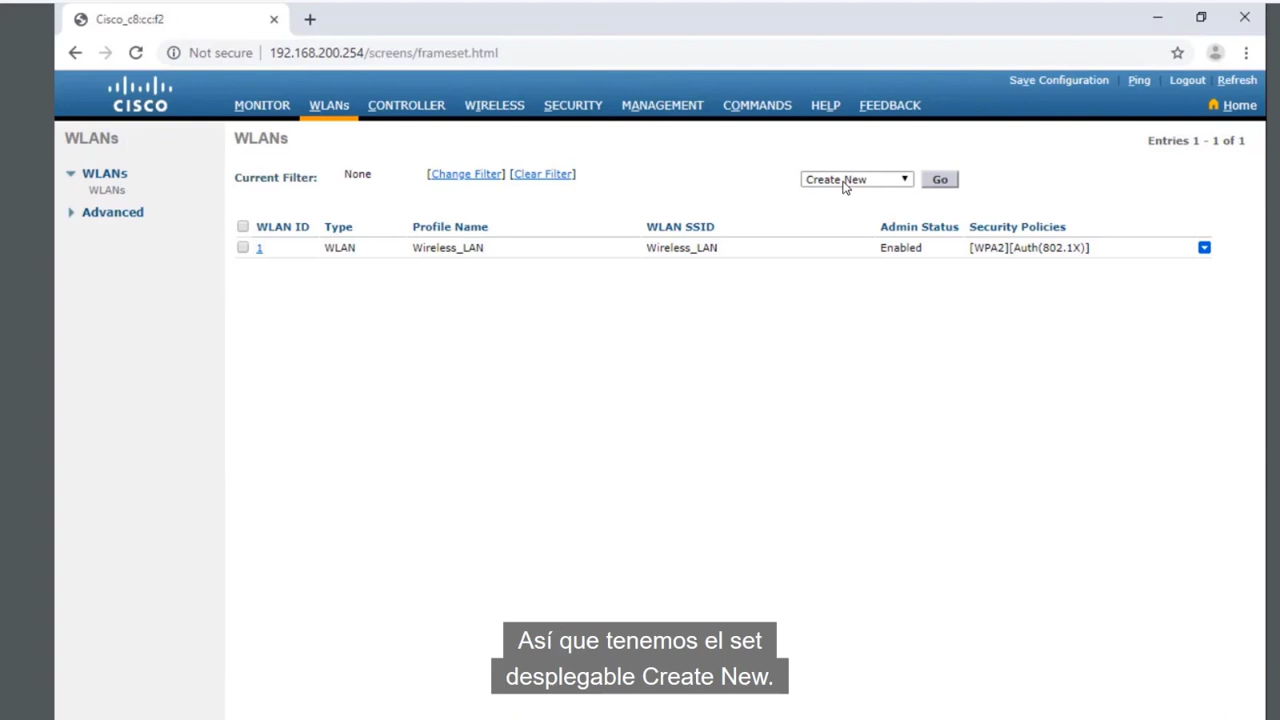 Cisco_c8:cc:f2
Not secure 192.168.200.254/screens/frameset.html
Save Configuration Ping Logout Refresh
CISCO MONITOR WLANs CONTROLLER WIRELESS SECURITY MANAGEMENT COMMANDS HELP FEEDBACK Home
WLANs
WLANs
WLANs
Advanced
WLANs Entries 1 - 1 of 1
Current Filter: None [Change Filter] [Clear Filter] Create New Go
WLAN ID Type Profile Name WLAN SSID Admin Status Security Policies
1 WLAN Wireless_LAN Wireless_LAN Enabled [WPA2][Auth(802.1X)]
Así que tenemos el set
desplegable Create New.